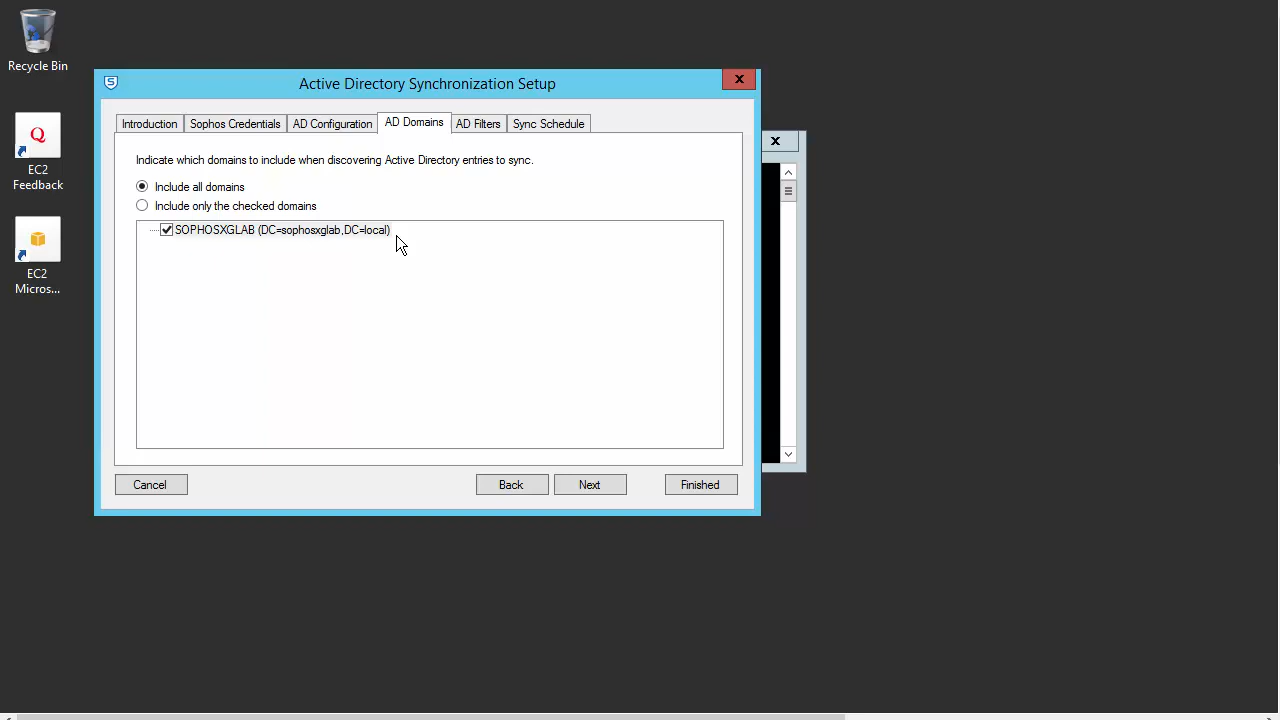 Recycle Bin
EC2
Feedback
EC2
Micros...
S
Active Directory Synchronization Setup
X
Introduction
Sophos Credentials
AD Configuration
AD Domains
AD Filters
Sync Schedule
Indicate which domains to include when discovering Active Directory entries to sync.
Include all domains
Include only the checked domains
SOPHOSXGLAB (DC=sophosxglab,DC=local)
Cancel
Back
Next
Finished
X
Q